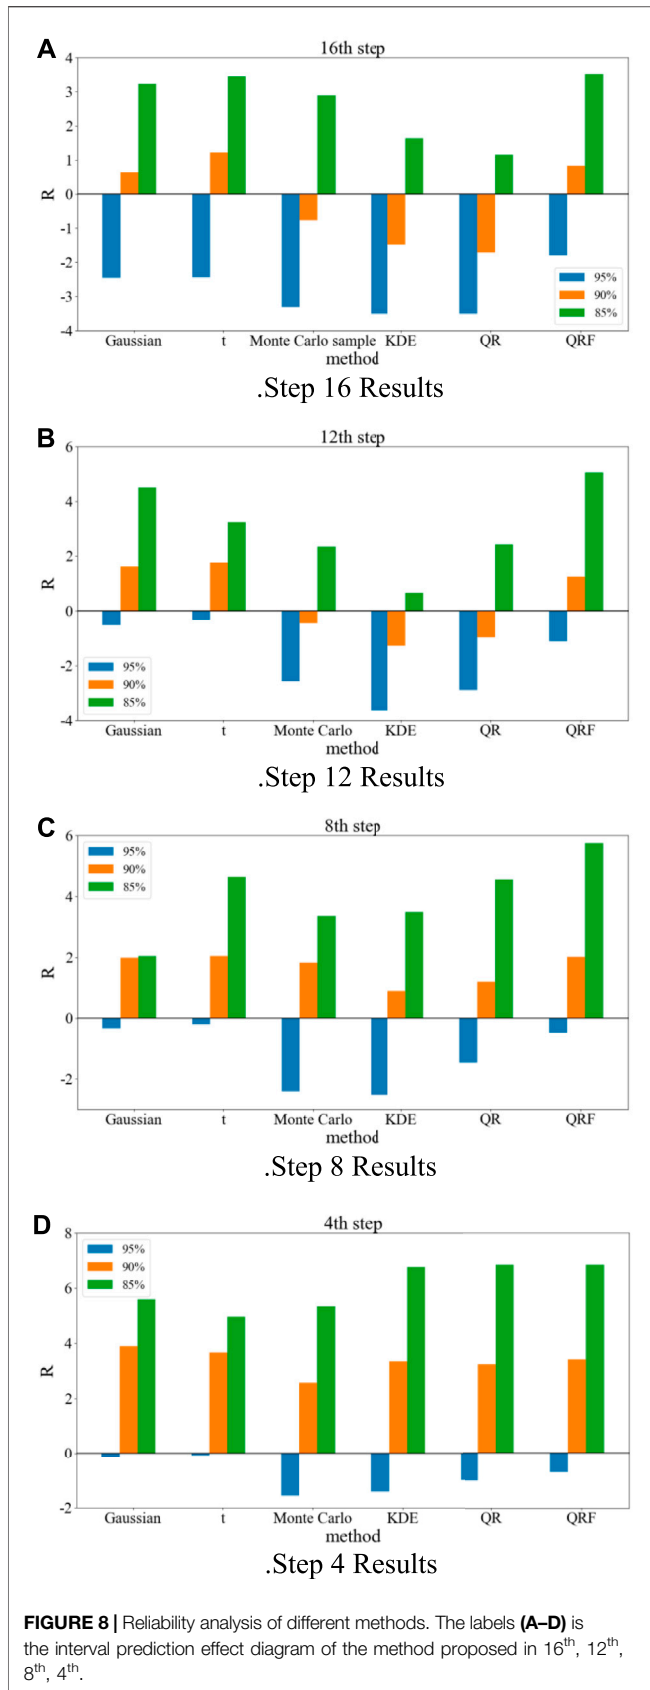 A
16th step
4
3
2
1
0
-1
-2
-3
-4
R
95%
90%
85%
Gaussian t Monte Carlo sample KDE QR QRF
method
.Step 16 Results
B
12th step
6
4
2
0
-2
-4
R
95%
90%
85%
Gaussian t Monte Carlo KDE QR QRF
method
.Step 12 Results
C
8th step
6
4
2
0
-2
R
95%
90%
85%
Gaussian t Monte Carlo KDE QR QRF
method
.Step 8 Results
D
4th step
8
6
4
2
0
-2
R
95%
90%
85%
Gaussian t Monte Carlo KDE QR QRF
method
.Step 4 Results
FIGURE 8 | Reliability analysis of different methods. The labels (A–D) is
the interval prediction effect diagram of the method proposed in 16th, 12th,
8th, 4th.